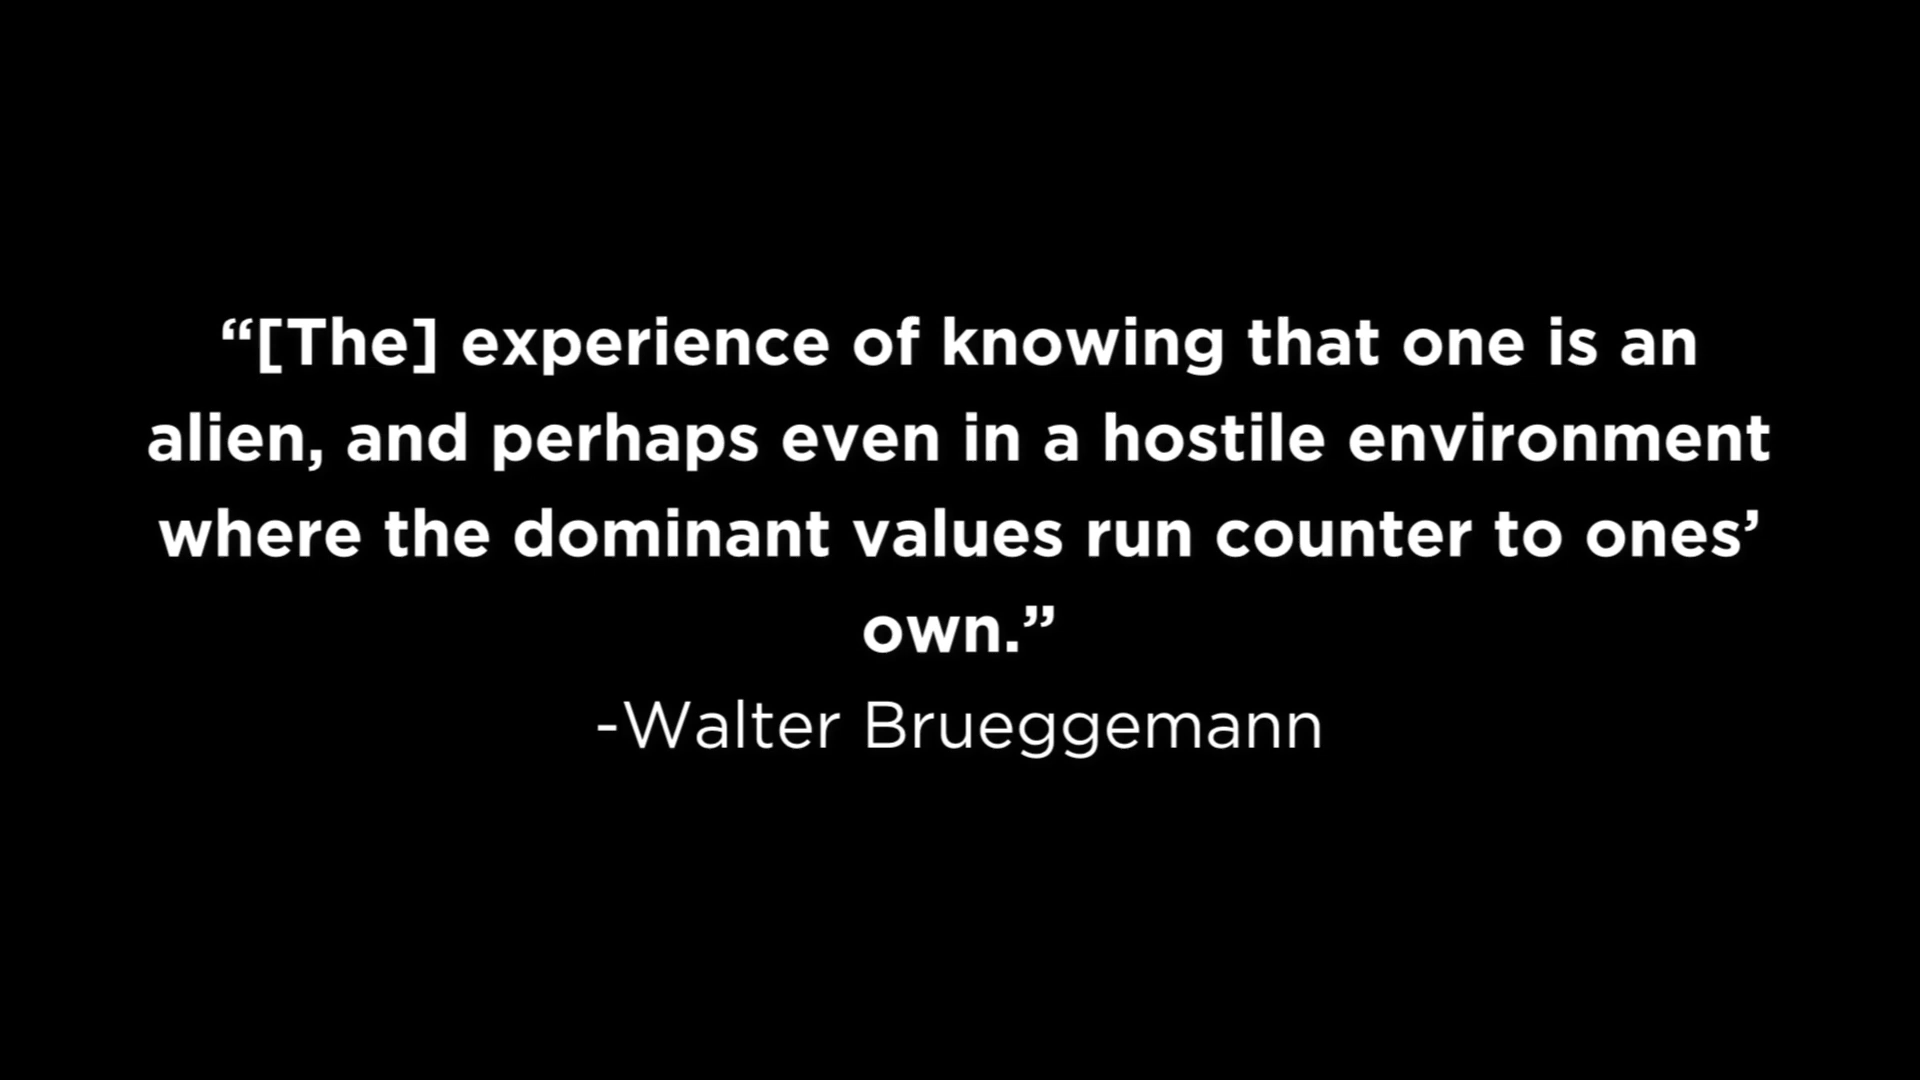 “[The] experience of knowing that one is an
alien, and perhaps even in a hostile environment
where the dominant values run counter to ones’
own.”
-Walter Brueggemann